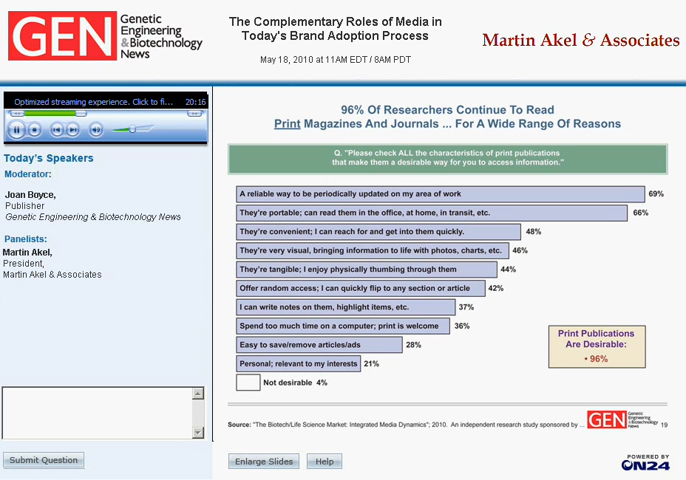 GEN
Genetic
Engineering
& Biotechnology
News
The Complementary Roles of Media in
Today's Brand Adoption Process
May 18, 2010 at 11AM EDT / 8AM PDT
Martin Akel & Associates
Optimized streaming experience. Click to fi... 20:16
Today's Speakers
Moderator:
Joan Boyce,
Publisher
Genetic Engineering & Biotechnology News
Panelists:
Martin Akel,
President,
Martin Akel & Associates
Submit Question
96% Of Researchers Continue To Read
Print Magazines And Journals ... For A Wide Range Of Reasons
Q. "Please check ALL the characteristics of print publications
that make them a desirable way for you to access information."
A reliable way to be periodically updated on my area of work 69%
They're portable; can read them in the office, at home, in transit, etc. 66%
They're convenient; I can reach for and get into them quickly. 48%
They're very visual, bringing information to life with photos, charts, etc. 46%
They're tangible; I enjoy physically thumbing through them 44%
Offer random access; I can quickly flip to any section or article 42%
I can write notes on them, highlight items, etc. 37%
Spend too much time on a computer; print is welcome 36%
Easy to save/remove articles/ads 28%
Personal; relevant to my interests 21%
Not desirable 4%
Print Publications
Are Desirable:
• 96%
Source: "The Biotech/Life Science Market: Integrated Media Dynamics"; 2010. An independent research study sponsored by ...
GEN
Genetic
Engineering
& Biotechnology
News
19
Enlarge Slides
Help
POWERED BY
ON24